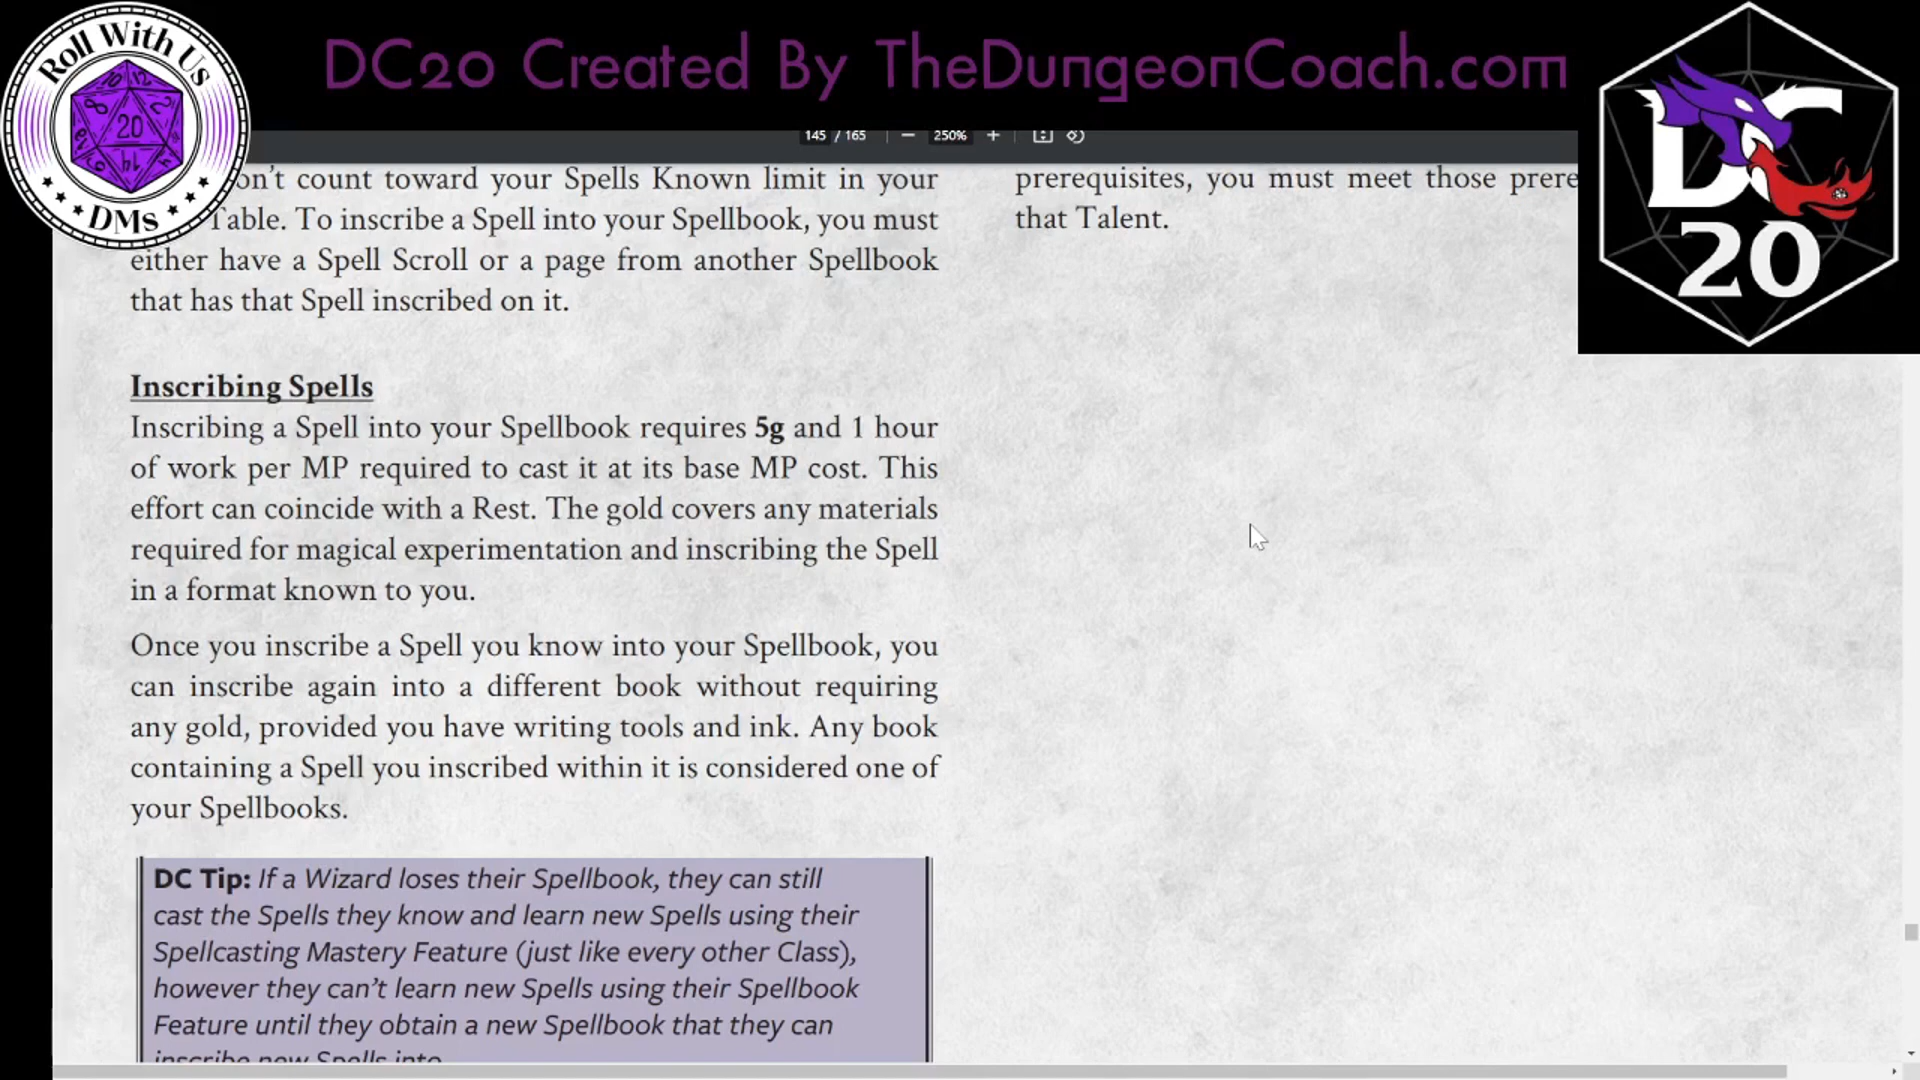 Roll With Us
20
DMs
DC20 Created By TheDungeonCoach.com
DC
20
145 / 165 250%
on't count toward your Spells Known limit in your
Table. To inscribe a Spell into your Spellbook, you must
either have a Spell Scroll or a page from another Spellbook
that has that Spell inscribed on it.
Inscribing Spells
Inscribing a Spell into your Spellbook requires 5g and 1 hour
of work per MP required to cast it at its base MP cost. This
effort can coincide with a Rest. The gold covers any materials
required for magical experimentation and inscribing the Spell
in a format known to you.
Once you inscribe a Spell you know into your Spellbook, you
can inscribe again into a different book without requiring
any gold, provided you have writing tools and ink. Any book
containing a Spell you inscribed within it is considered one of
your Spellbooks.
DC Tip: If a Wizard loses their Spellbook, they can still
cast the Spells they know and learn new Spells using their
Spellcasting Mastery Feature (just like every other Class),
however they can't learn new Spells using their Spellbook
Feature until they obtain a new Spellbook that they can
inscribe new Spells into
prerequisites, you must meet those prere
that Talent.